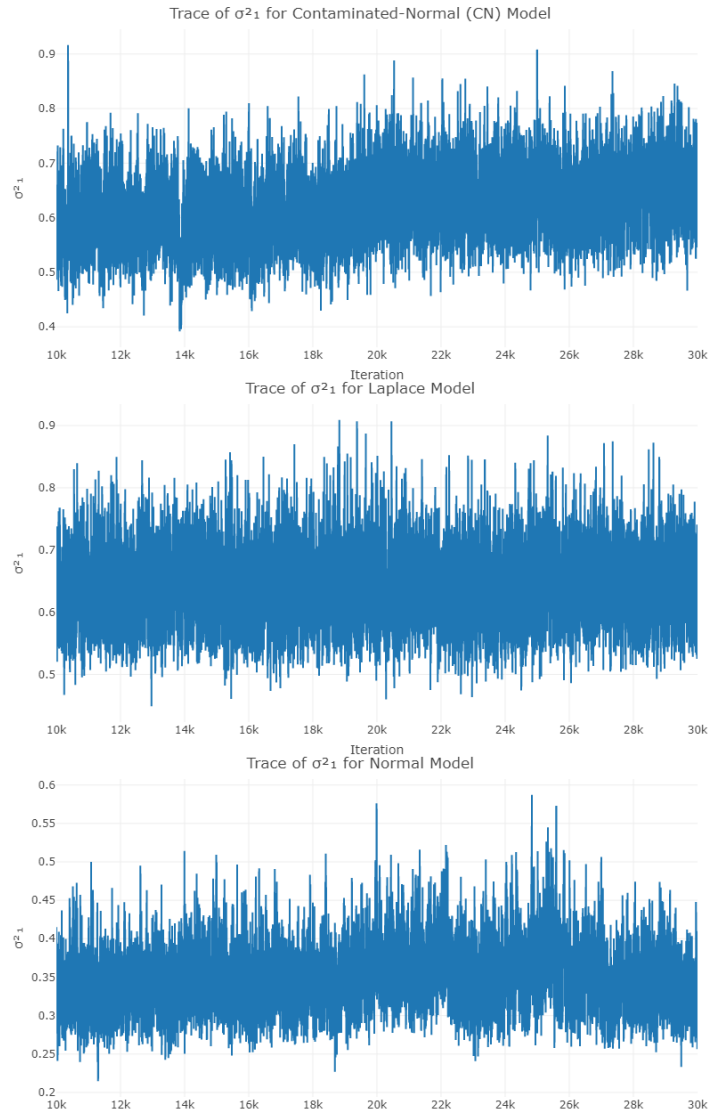 Trace of σ²₁ for Contaminated-Normal (CN) Model
0.9
0.8
0.7
0.6
0.5
0.4
σ²₁
10k 12k 14k 16k 18k 20k 22k 24k 26k 28k 30k
Iteration
Trace of σ²₁ for Laplace Model
0.9
0.8
0.7
0.6
0.5
σ²₁
10k 12k 14k 16k 18k 20k 22k 24k 26k 28k 30k
Iteration
Trace of σ²₁ for Normal Model
0.6
0.55
0.5
0.45
0.4
0.35
0.3
0.25
0.2
σ²₁
10k 12k 14k 16k 18k 20k 22k 24k 26k 28k 30k